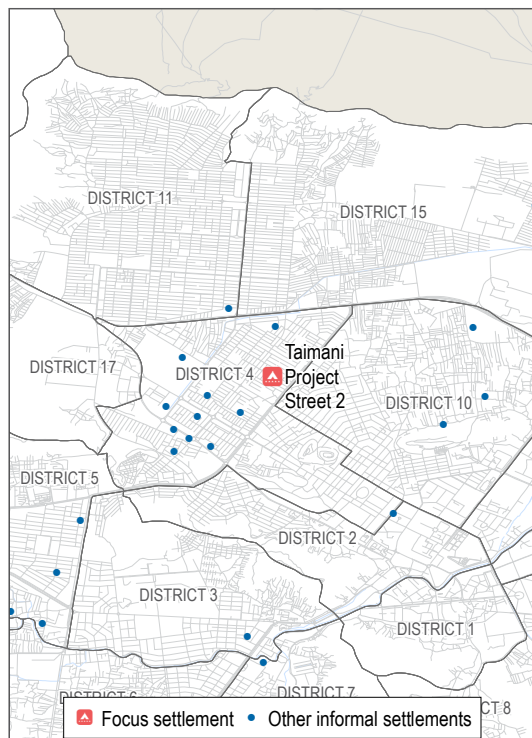 DISTRICT 11
DISTRICT 15
DISTRICT 17
DISTRICT 4
Taimani
Project
Street 2
DISTRICT 10
DISTRICT 5
DISTRICT 2
DISTRICT 3
DISTRICT 1
DISTRICT 6
DISTRICT 7
DISTRICT 8
Focus settlement
Other informal settlements